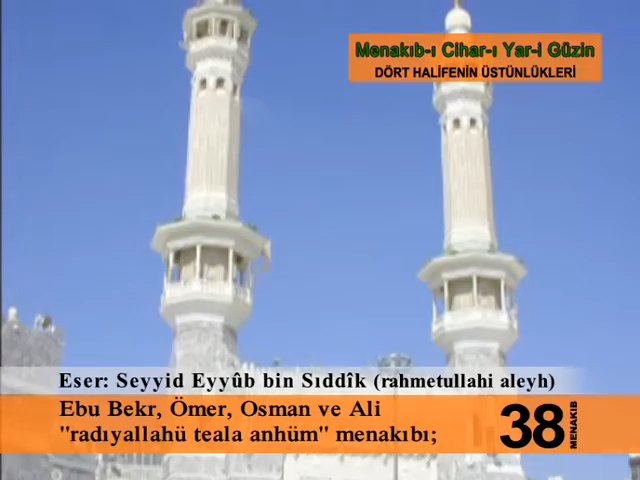 Menakıb-ı Cihar-ı Yar-i Güzin
DÖRT HALİFENİN ÜSTÜNLÜKLERİ
Eser: Seyyid Eyyûb bin Sıddîk (rahmetullahi aleyh)
Ebu Bekr, Ömer, Osman ve Ali
"radıyallahü teala anhüm" menakıbı;
38
MENAKIB